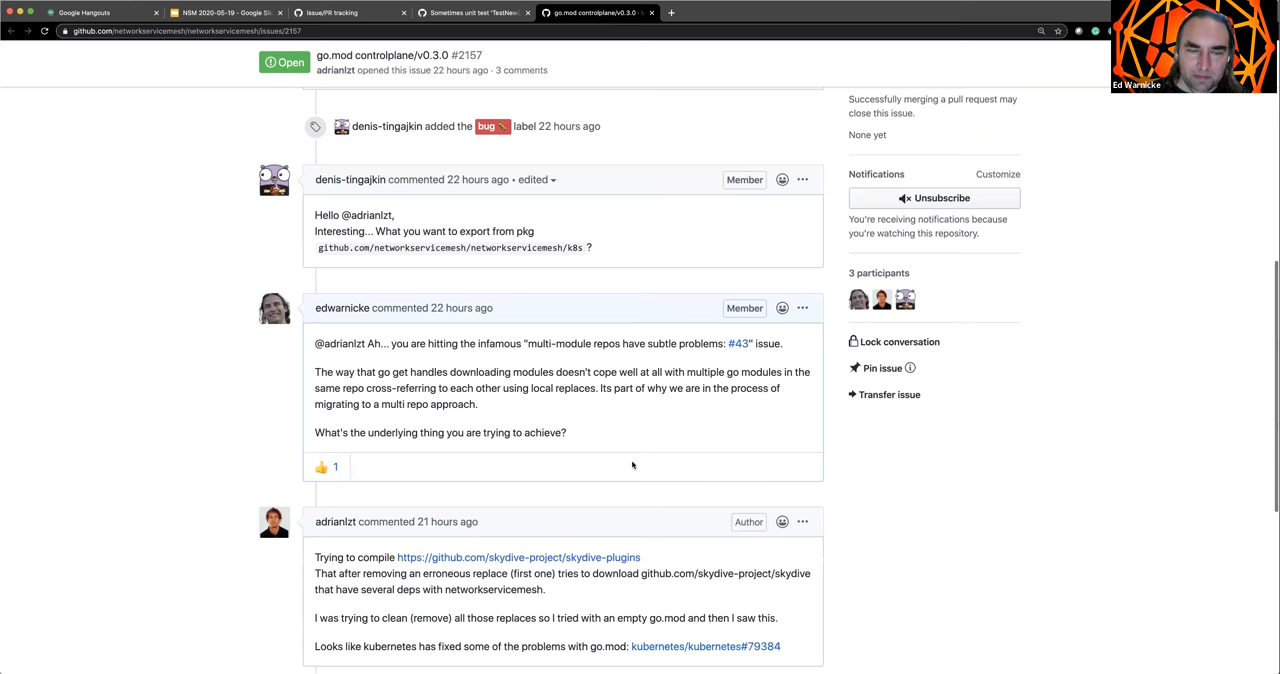 Google Hangouts
NSM 2020-05-19 - Google Sli
Issue/PR tracking
Sometimes unit test 'TestNewC
go.mod controlplane/v0.3.0 ·
github.com/networkservicemesh/networkservicemesh/issues/2157
Open
go.mod controlplane/v0.3.0 #2157
adrianlzt opened this issue 22 hours ago · 3 comments
Ed Warnicke
Successfully merging a pull request may
close this issue.
None yet
denis-tingajkin added the bug label 22 hours ago
Notifications
Customize
Unsubscribe
You're receiving notifications because
you're watching this repository.
denis-tingajkin commented 22 hours ago • edited
Member
Hello @adrianlzt,
Interesting... What you want to export from pkg
github.com/networkservicemesh/networkservicemesh/k8s ?
3 participants
edwarnicke commented 22 hours ago
Member
@adrianlzt Ah... you are hitting the infamous "multi-module repos have subtle problems: #43" issue.
The way that go get handles downloading modules doesn't cope well at all with multiple go modules in the
same repo cross-referring to each other using local replaces. Its part of why we are in the process of
migrating to a multi repo approach.
What's the underlying thing you are trying to achieve?
1
Lock conversation
Pin issue
Transfer issue
adrianlzt commented 21 hours ago
Author
Trying to compile https://github.com/skydive-project/skydive-plugins
That after removing an erroneous replace (first one) tries to download github.com/skydive-project/skydive
that have several deps with networkservicemesh.
I was trying to clean (remove) all those replaces so I tried with an empty go.mod and then I saw this.
Looks like kubernetes has fixed some of the problems with go.mod: kubernetes/kubernetes#79384